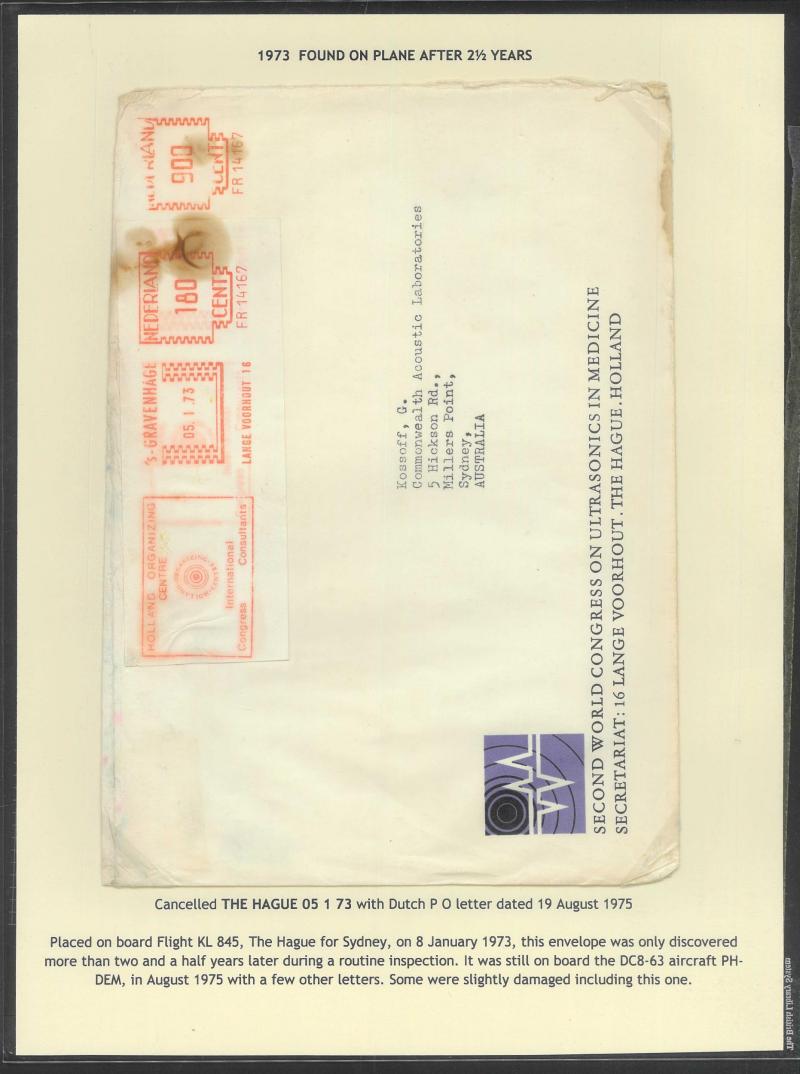 1973 FOUND ON PLANE AFTER 2½ YEARS
NEDERLAND
900
CENT
FR 14167
NEDERLAND
180
CENT
FR 14167
'S-GRAVENHAGE
05. 1. 73
LANGE VOORHOUT 16
HOLLAND ORGANIZING
CENTRE
International
Congress Consultants
Kossoff, G.
Commonwealth Acoustic Laboratories
5 Hickson Rd.,
Millers Point,
Sydney,
AUSTRALIA
SECOND WORLD CONGRESS ON ULTRASONICS IN MEDICINE
SECRETARIAT: 16 LANGE VOORHOUT. THE HAGUE. HOLLAND
Cancelled THE HAGUE 05 1 73 with Dutch P O letter dated 19 August 1975
Placed on board Flight KL 845, The Hague for Sydney, on 8 January 1973, this envelope was only discovered
more than two and a half years later during a routine inspection. It was still on board the DC8-63 aircraft PH-
DEM, in August 1975 with a few other letters. Some were slightly damaged including this one.
The British Library System